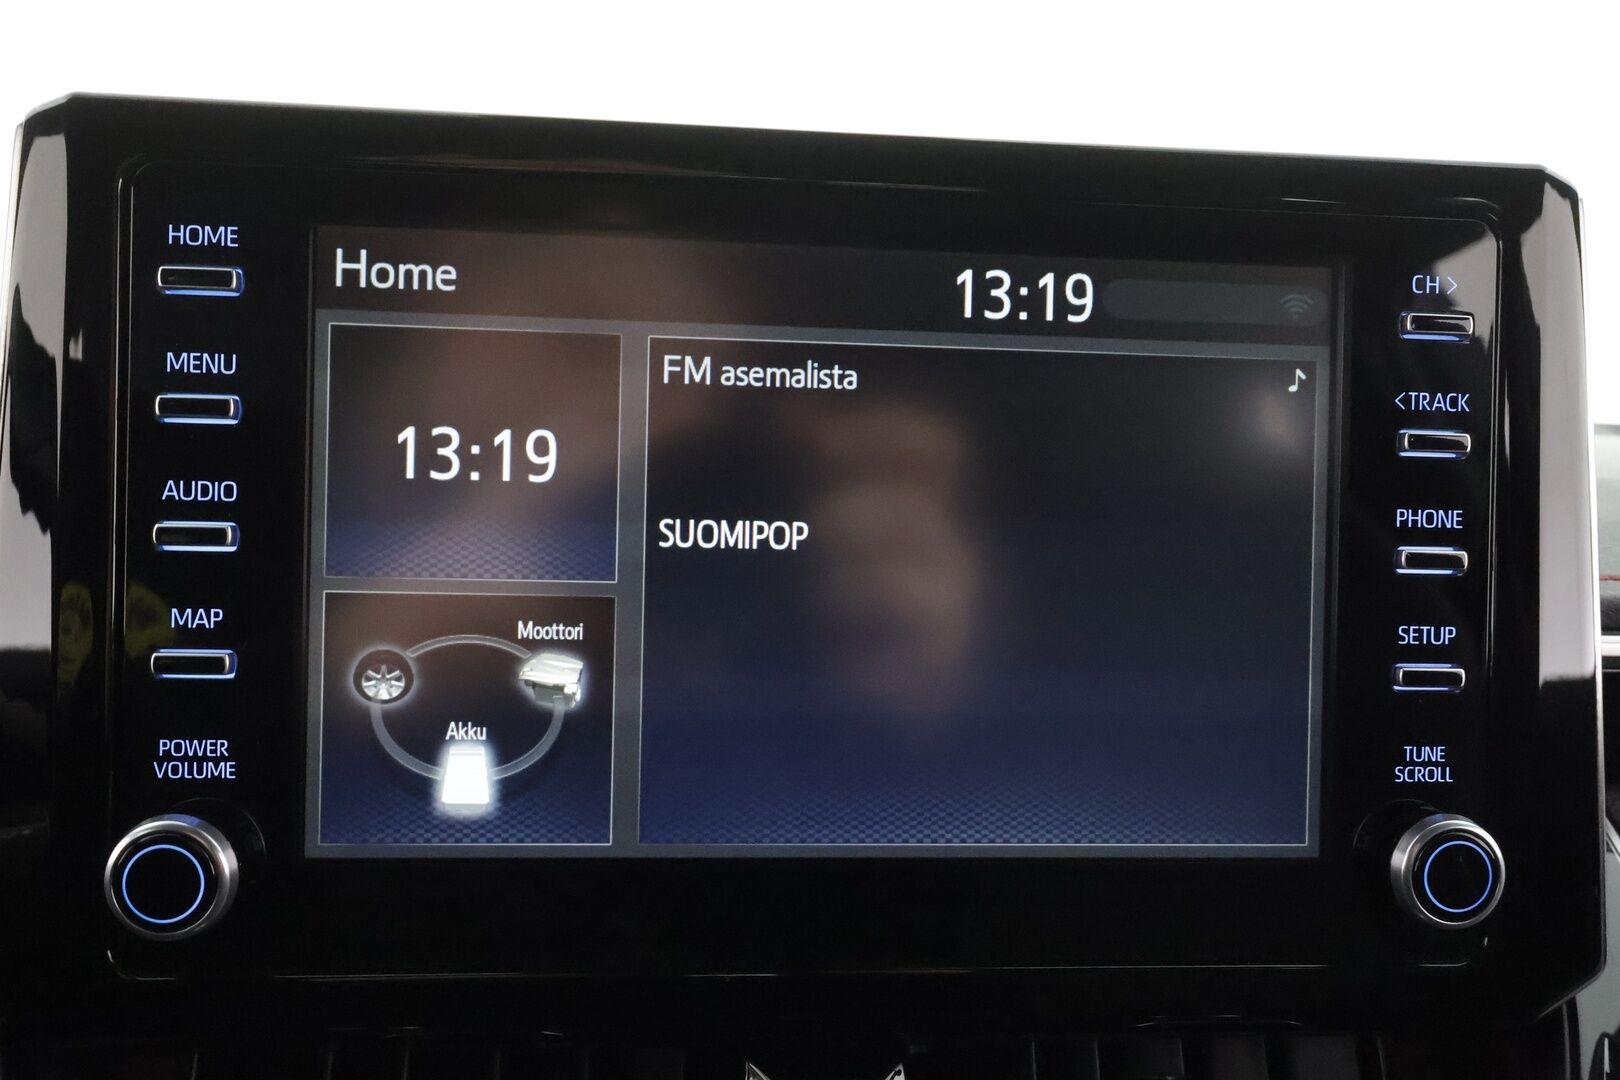 HOME
MENU
AUDIO
MAP
POWER
VOLUME
Home
13:19
13:19
FM asemalista
SUOMIPOP
Moottori
Akku
CH >
< TRACK
PHONE
SETUP
TUNE
SCROLL